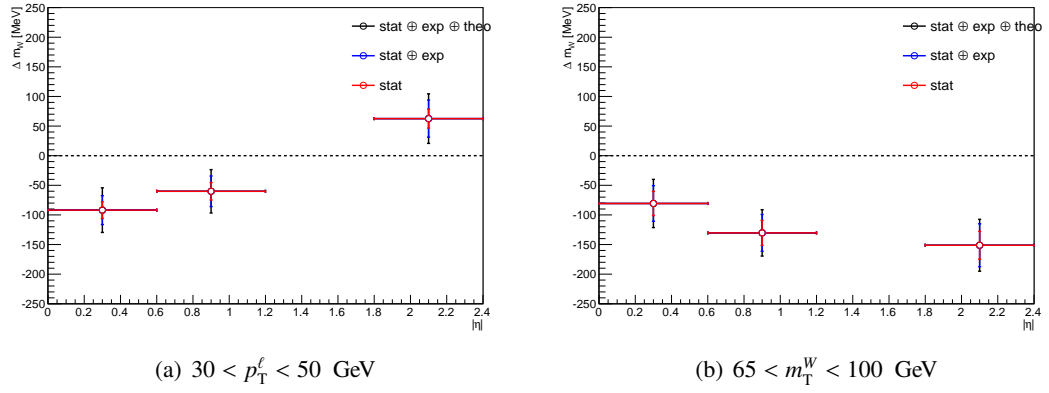 Δ m_W [MeV]
250
200
150
100
50
0
-50
-100
-150
-200
-250
0 0.2 0.4 0.6 0.8 1 1.2 1.4 1.6 1.8 2 2.2 2.4
|η|
stat ⊕ exp ⊕ theo
stat ⊕ exp
stat
(a) 30 < p_T^ℓ < 50 GeV
Δ m_W [MeV]
250
200
150
100
50
0
-50
-100
-150
-200
-250
0 0.2 0.4 0.6 0.8 1 1.2 1.4 1.6 1.8 2 2.2 2.4
|η|
stat ⊕ exp ⊕ theo
stat ⊕ exp
stat
(b) 65 < m_T^W < 100 GeV